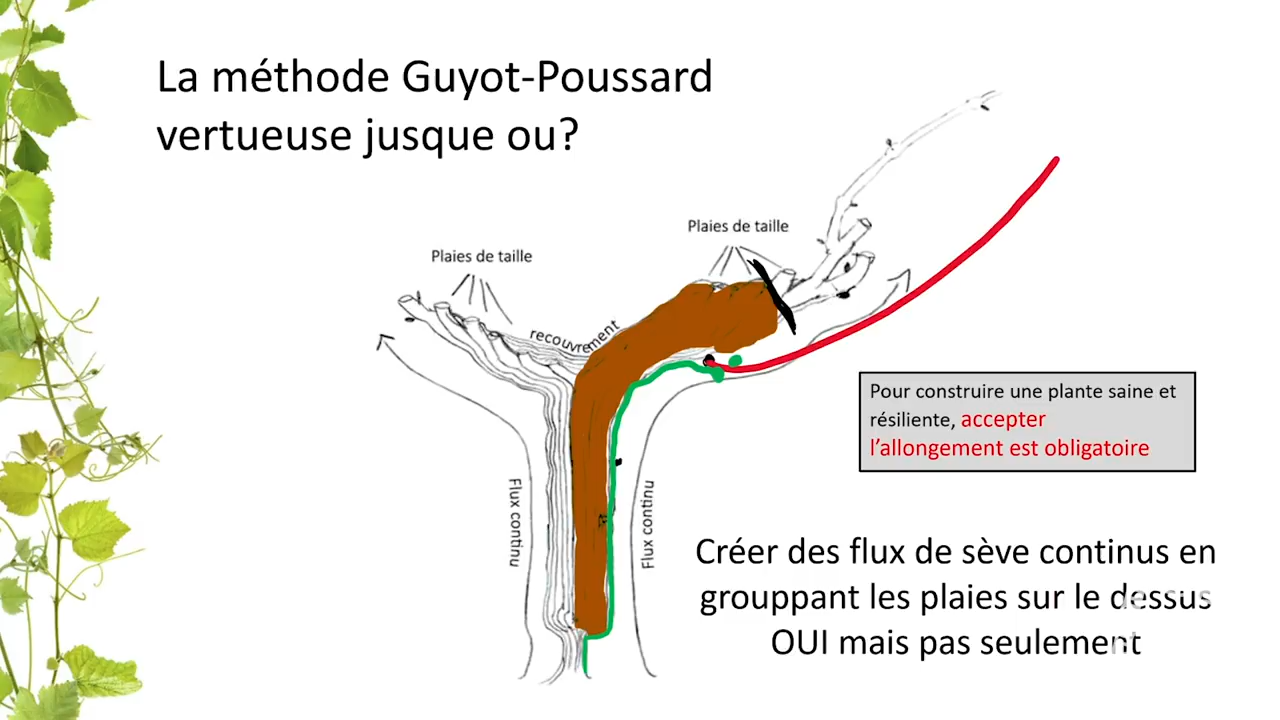 La méthode Guyot-Poussard
vertueuse jusque ou?
Plaies de taille
Plaies de taille
recouvrement
Pour construire une plante saine et
résiliente, accepter
l'allongement est obligatoire
Flux continu
Flux continu
Créer des flux de sève continus en
grouppant les plaies sur le dessus
OUI mais pas seulement